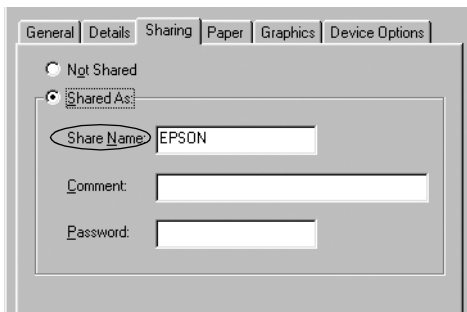 General Details Sharing Paper Graphics Device Options
Not Shared
Shared As:
Share Name: EPSON
Comment:
Password: